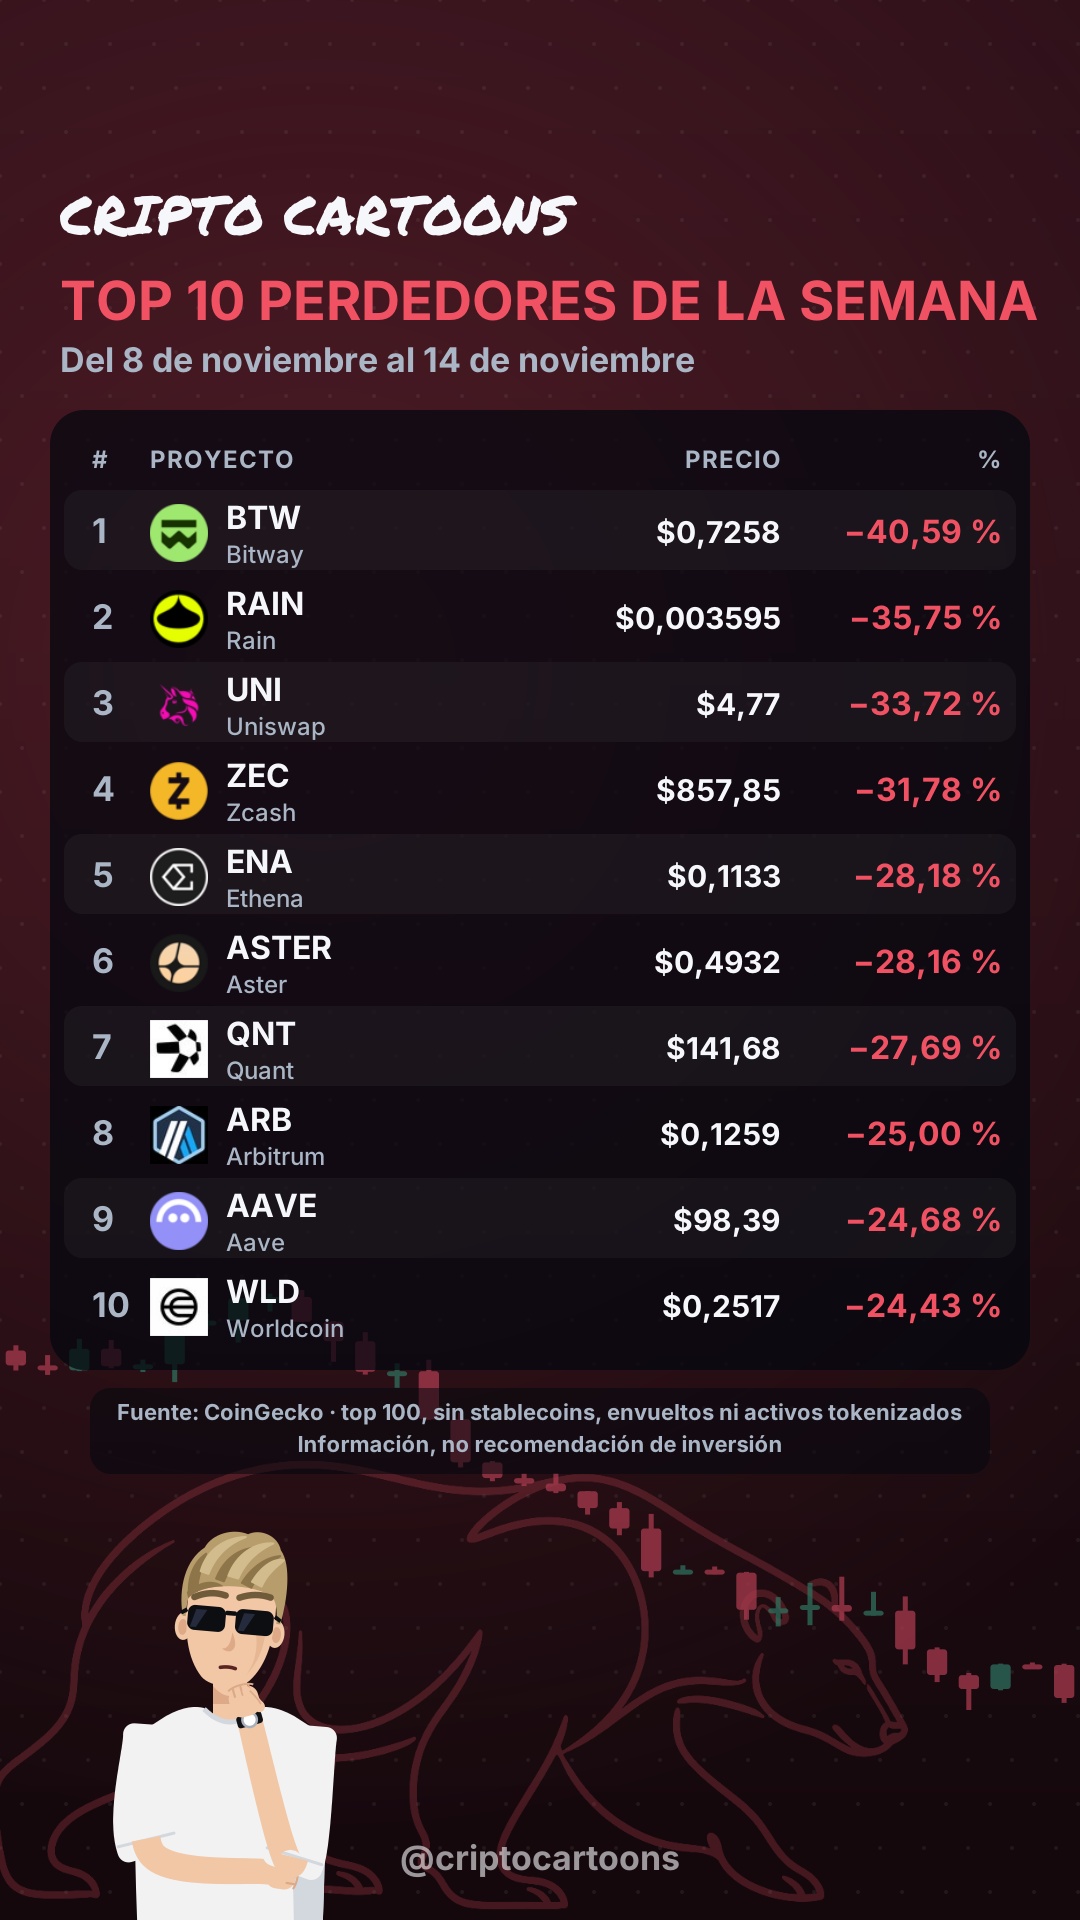 CRIPTO CARTOONS
TOP 10 PERDEDORES DE LA SEMANA
Del 8 de noviembre al 14 de noviembre
# PROYECTO PRECIO %
1 BTW $0,7258 −40,59 %
Bitway
2 RAIN $0,003595 −35,75 %
Rain
3 UNI $4,77 −33,72 %
Uniswap
4 ZEC $857,85 −31,78 %
Zcash
5 ENA $0,1133 −28,18 %
Ethena
6 ASTER $0,4932 −28,16 %
Aster
7 QNT $141,68 −27,69 %
Quant
8 ARB $0,1259 −25,00 %
Arbitrum
9 AAVE $98,39 −24,68 %
Aave
10 WLD $0,2517 −24,43 %
Worldcoin
Fuente: CoinGecko · top 100, sin stablecoins, envueltos ni activos tokenizados
Información, no recomendación de inversión
@criptocartoons